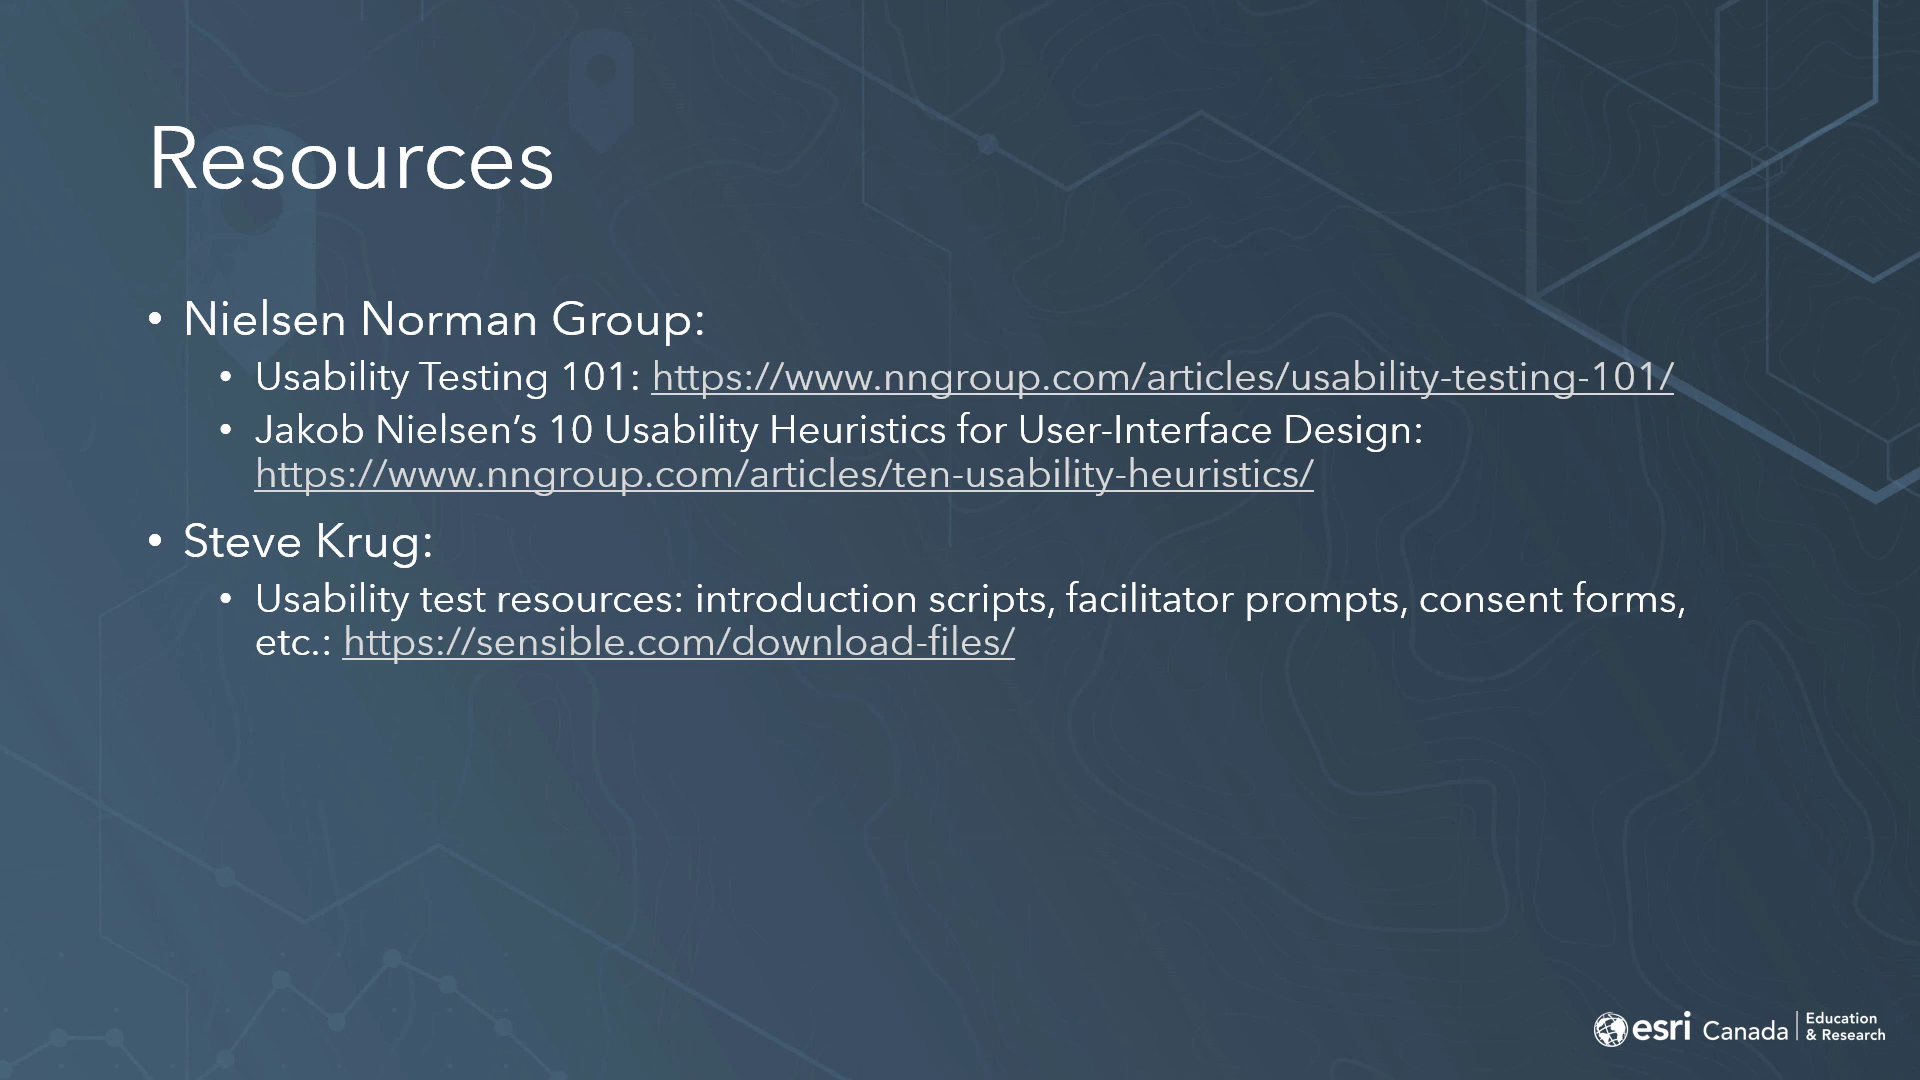 Resources
• Nielsen Norman Group:
• Usability Testing 101: https://www.nngroup.com/articles/usability-testing-101/
• Jakob Nielsen’s 10 Usability Heuristics for User-Interface Design:
https://www.nngroup.com/articles/ten-usability-heuristics/
• Steve Krug:
• Usability test resources: introduction scripts, facilitator prompts, consent forms,
etc.: https://sensible.com/download-files/
esri Canada
Education
& Research